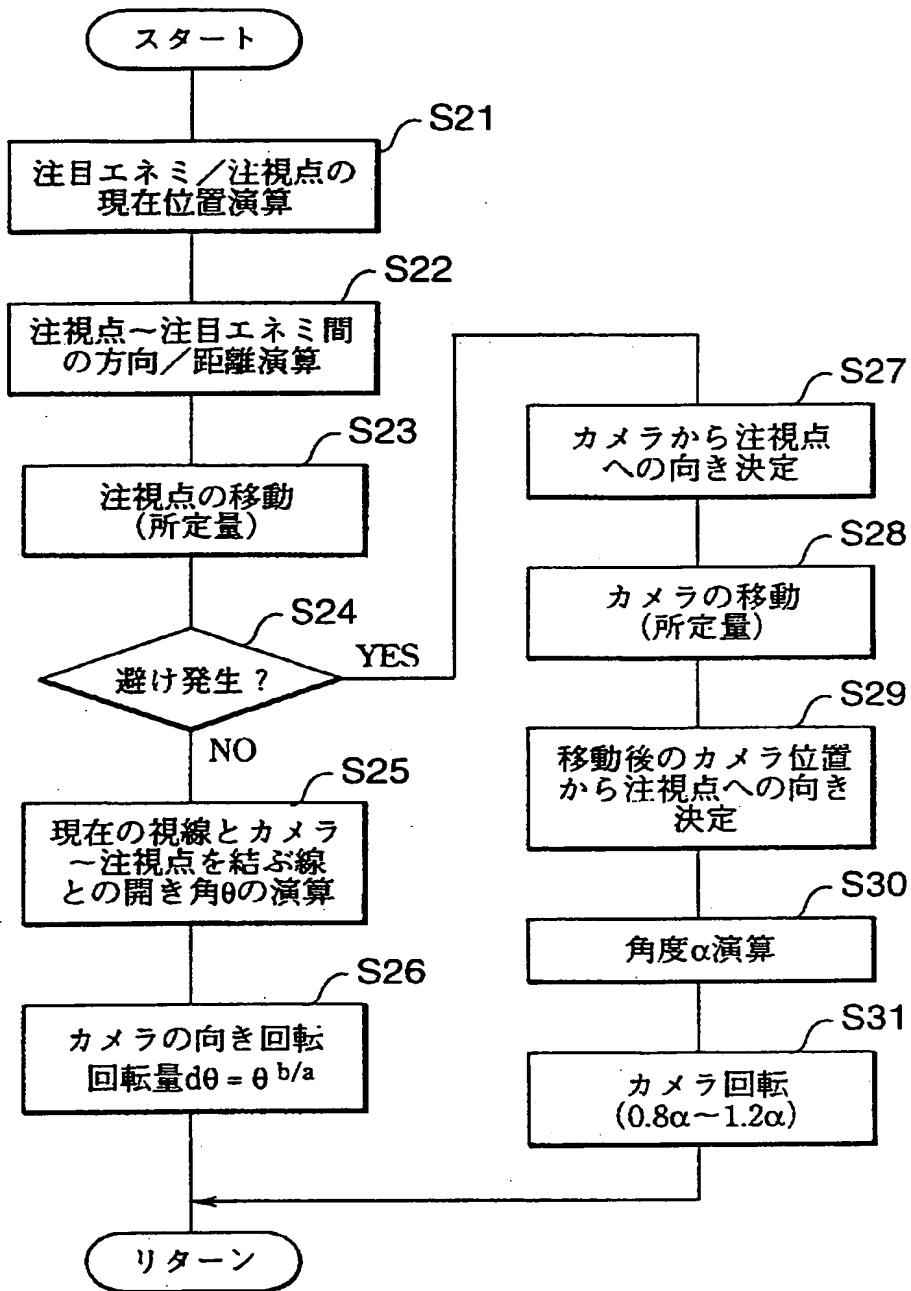 スタート
S21
注目エネミ/注視点の
現在位置演算
S22
注視点~注目エネミ間
の方向/距離演算
S23
注視点の移動
(所定量)
S24
避け発生?
YES
NO
S25
現在の視線とカメラ
~注視点を結ぶ線
との開き角θの演算
S26
カメラの向き回転
回転量dθ = θ b/a
S27
カメラから注視点
への向き決定
S28
カメラの移動
(所定量)
S29
移動後のカメラ位置
から注視点への向き
決定
S30
角度α演算
S31
カメラ回転
(0.8α~1.2α)
リターン